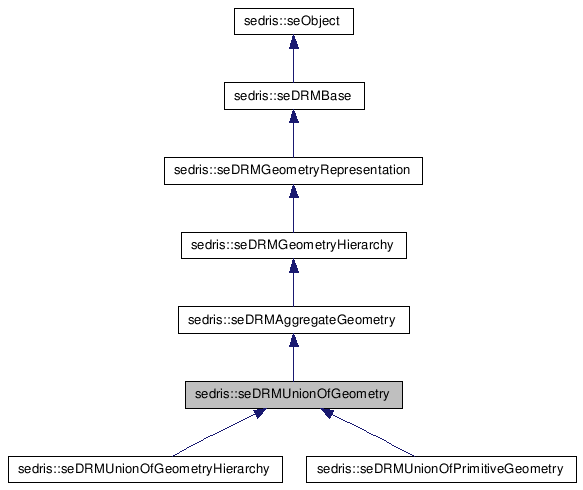 sedris::seObject
sedris::seDRMBase
sedris::seDRMGeometryRepresentation
sedris::seDRMGeometryHierarchy
sedris::seDRMAggregateGeometry
sedris::seDRMUnionOfGeometry
sedris::seDRMUnionOfGeometryHierarchy
sedris::seDRMUnionOfPrimitiveGeometry